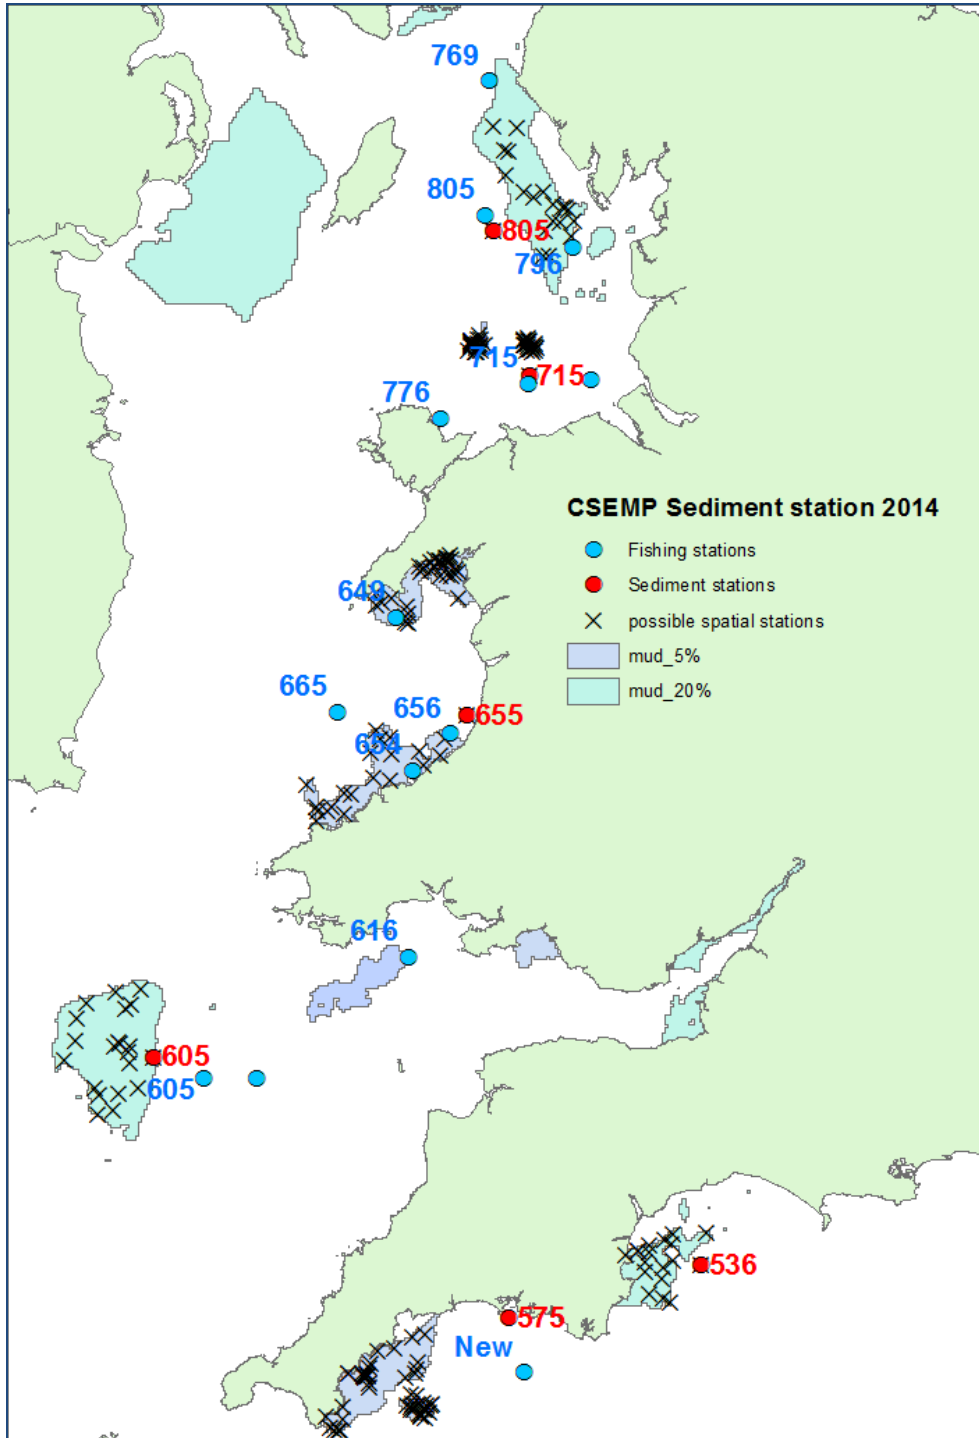 769
805
805
796
715
715
776
CSEMP Sediment station 2014
Fishing stations
Sediment stations
possible spatial stations
mud_5%
mud_20%
649
665
656
655
654
616
605
605
536
575
New